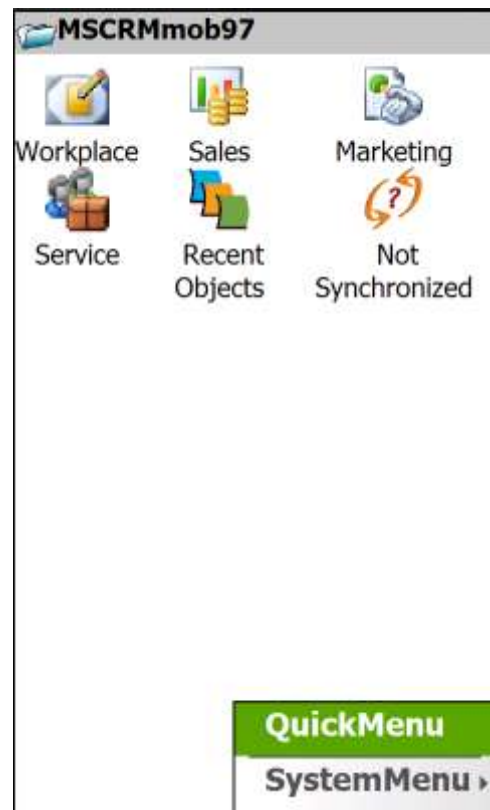 MSCRMmob97
Workplace Sales Marketing
?
Service Recent Not
Objects Synchronized
QuickMenu
SystemMenu